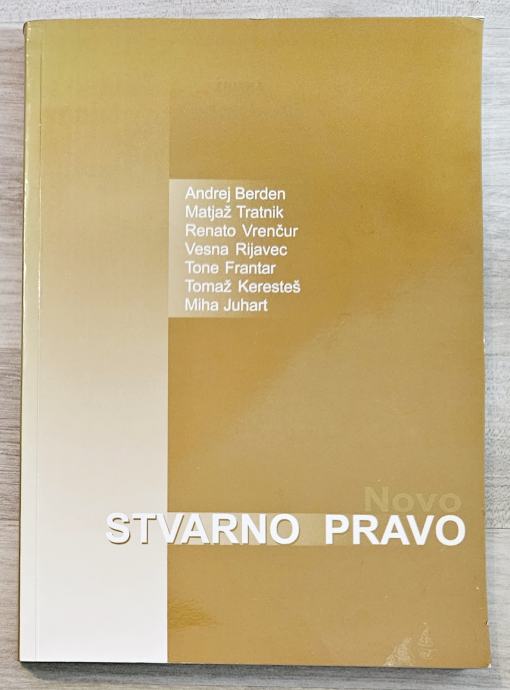 Andrej Berden
Matjaž Tratnik
Renato Vrenčur
Vesna Rijavec
Tone Frantar
Tomaž Keresteš
Miha Juhart
Novo
STVARNO PRAVO